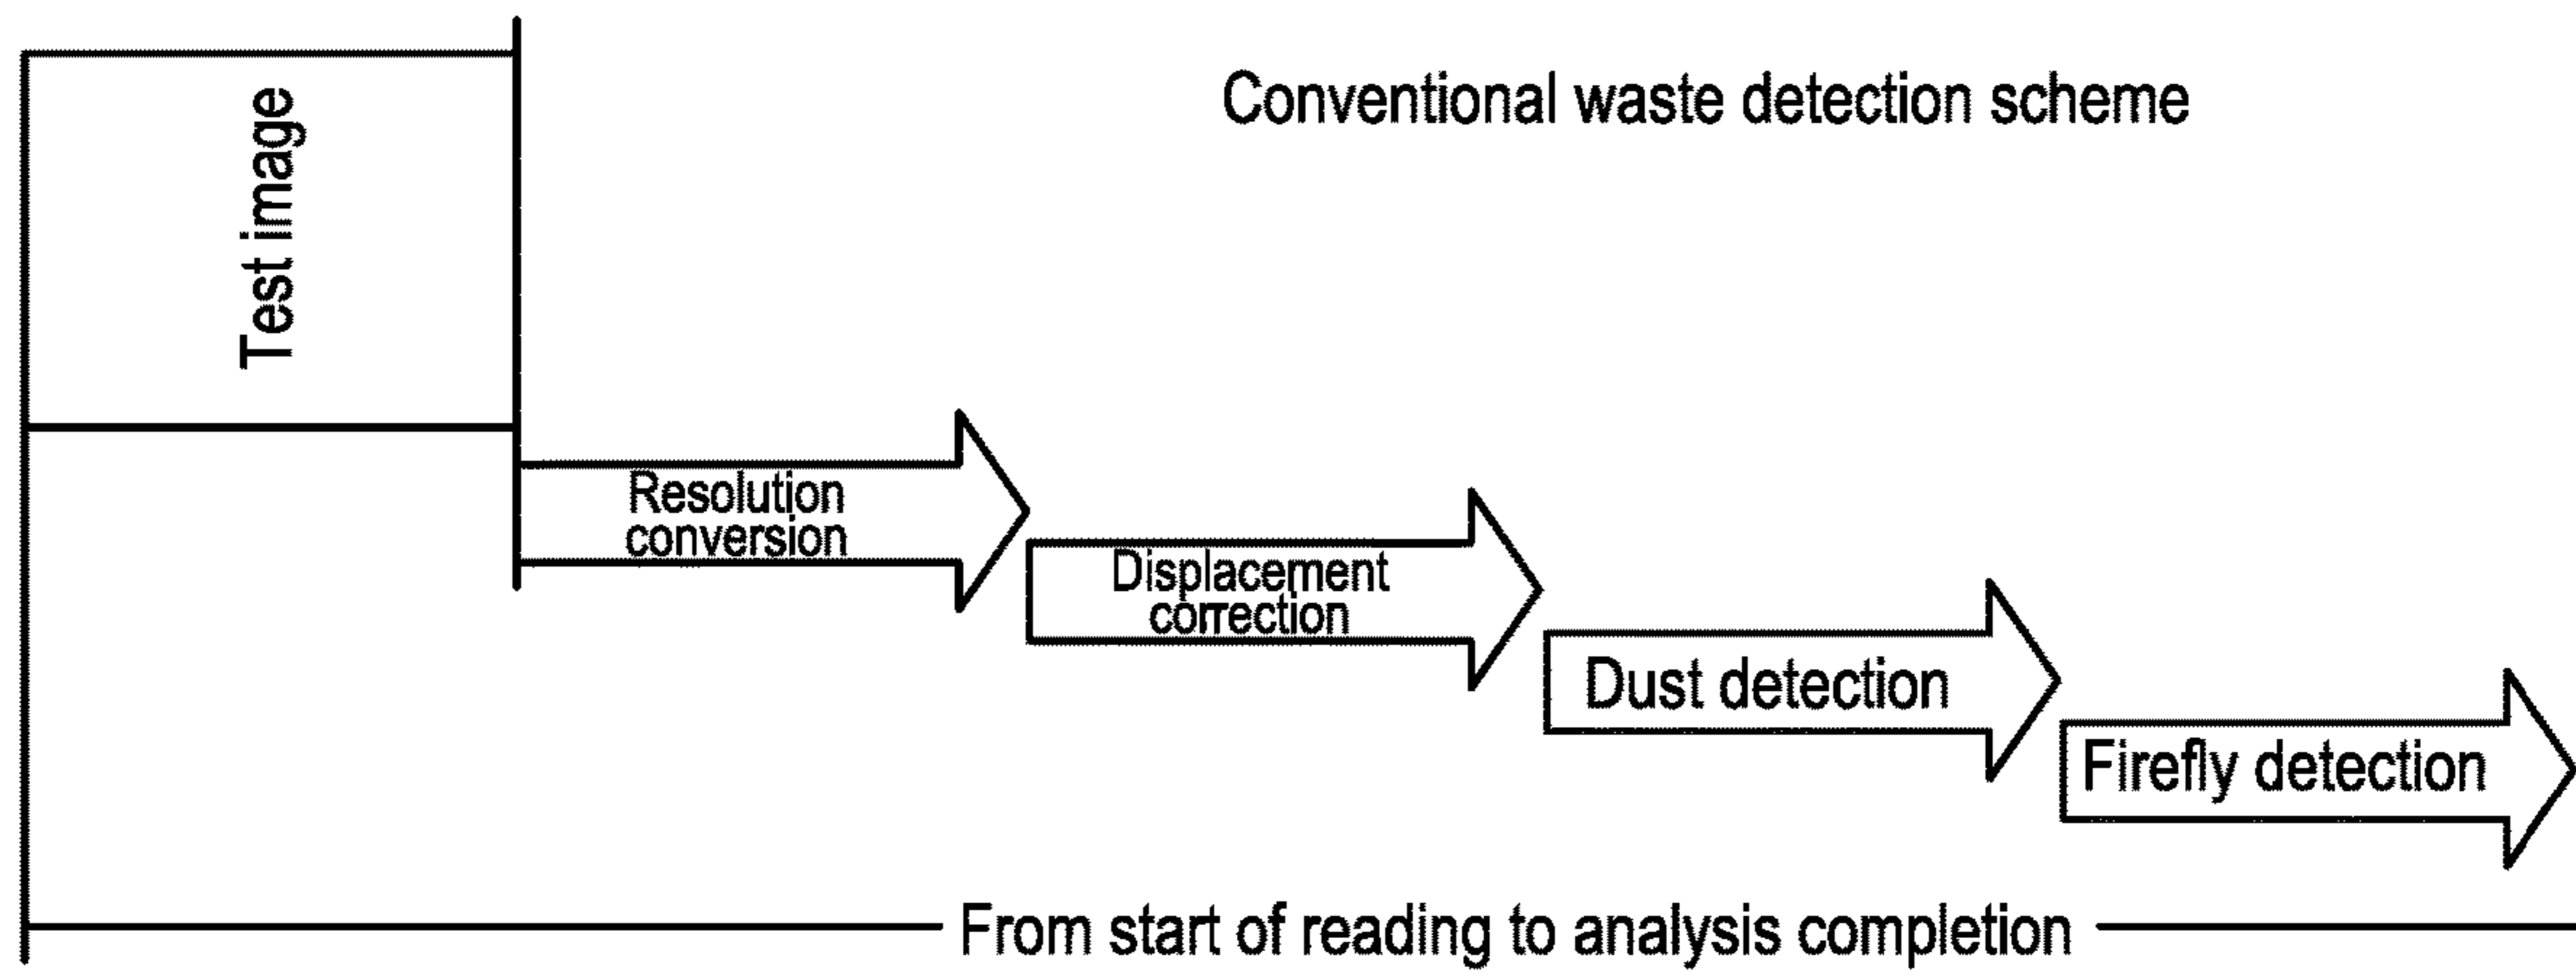 Conventional waste detection scheme
Test image
Resolution
conversion
Displacement
correction
Dust detection
Firefly detection
From start of reading to analysis completion